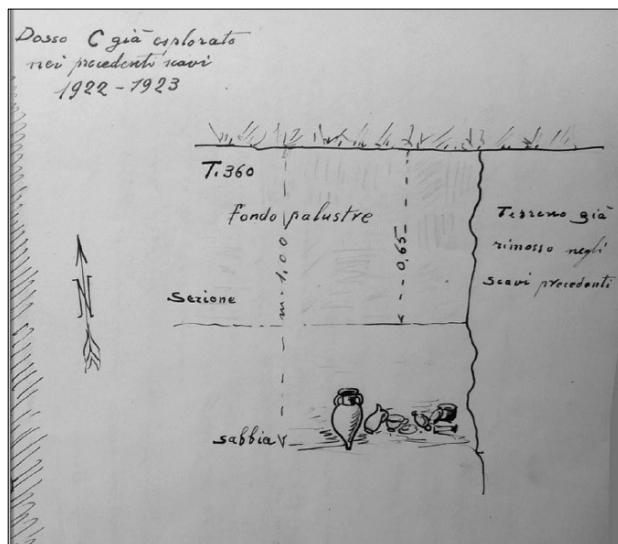 Dosso C già esplorato
nei precedenti scavi
1922-1923
T. 360
fondo palustre
m. 1,00
0,65
Terreno già
rimosso negli
scavi precedenti
N
Sezione
sabbia